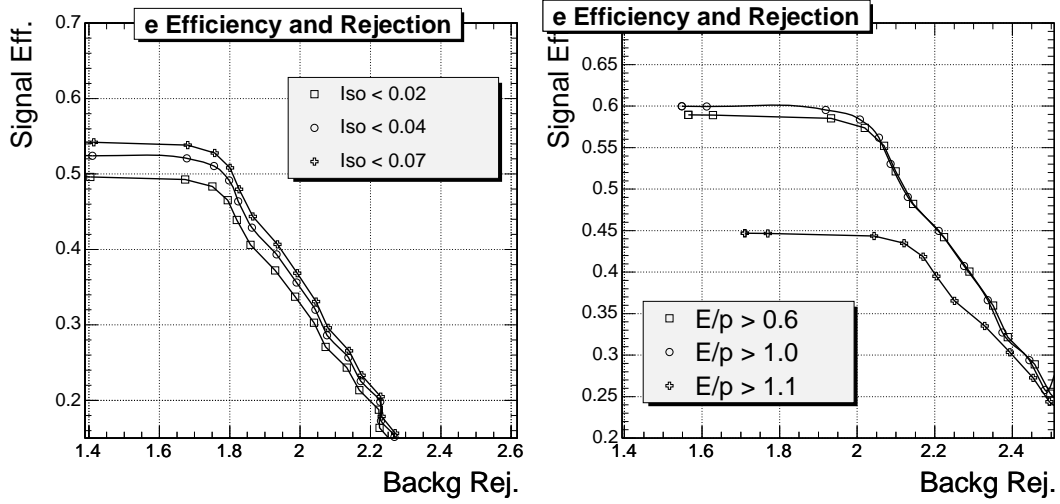 e Efficiency and Rejection
Signal Eff.
0.7
0.6
0.5
0.4
0.3
0.2
Iso < 0.02
Iso < 0.04
Iso < 0.07
1.4 1.6 1.8 2 2.2 2.4 2.6
Backg Rej.
e Efficiency and Rejection
Signal Eff.
0.65
0.6
0.55
0.5
0.45
0.4
0.35
0.3
0.25
0.2
E/p > 0.6
E/p > 1.0
E/p > 1.1
1.4 1.6 1.8 2 2.2 2.4
Backg Rej.